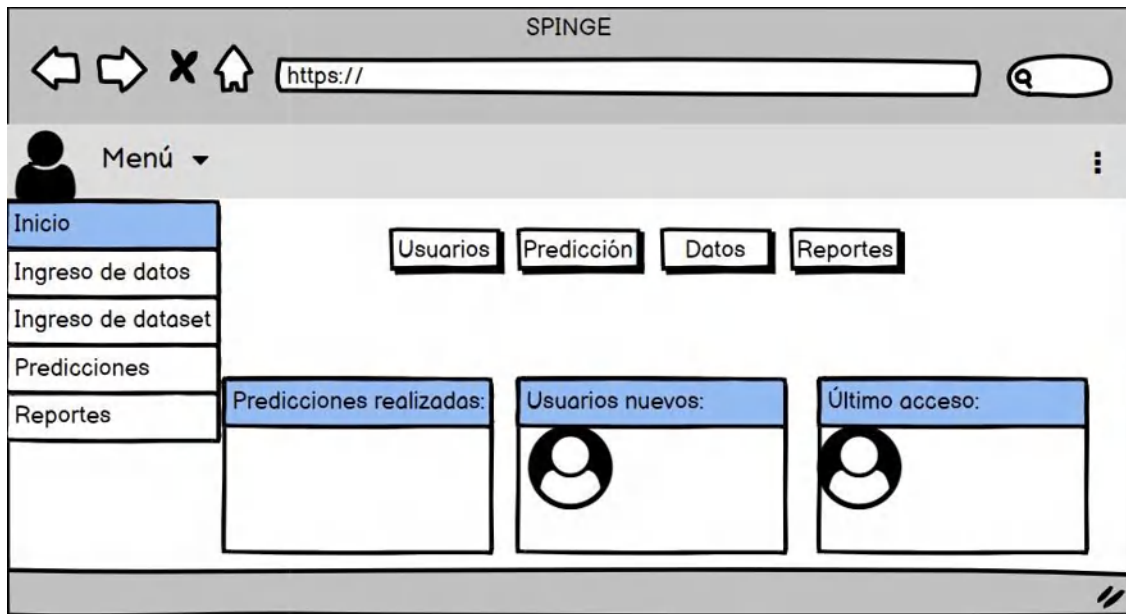 SPINGE
https://
Menú
Inicio
Ingreso de datos
Ingreso de dataset
Predicciones
Reportes
Usuarios
Predicción
Datos
Reportes
Predicciones realizadas:
Usuarios nuevos:
Último acceso: